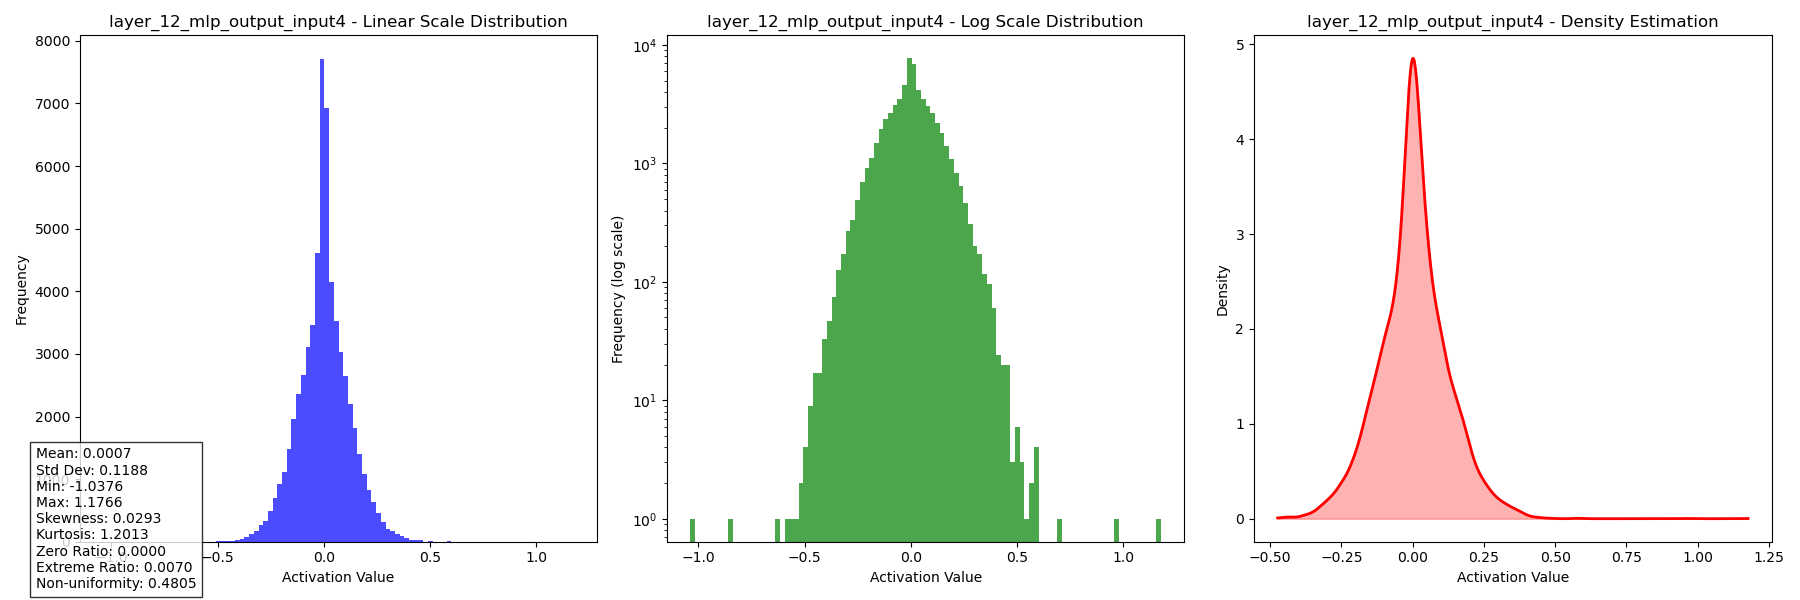 layer_12_mlp_output_input4 - Linear Scale Distribution
8000
7000
6000
5000
4000
3000
2000
Frequency
−0.5
0.0
0.5
1.0
Activation Value
Mean: 0.0007
Std Dev: 0.1188
Min: -1.0376
Max: 1.1766
Skewness: 0.0293
Kurtosis: 1.2013
Zero Ratio: 0.0000
Extreme Ratio: 0.0070
Non-uniformity: 0.4805
layer_12_mlp_output_input4 - Log Scale Distribution
10⁴
10³
10²
10¹
10⁰
Frequency (log scale)
−1.0
−0.5
0.0
0.5
1.0
Activation Value
layer_12_mlp_output_input4 - Density Estimation
5
4
3
2
1
0
Density
−0.50
−0.25
0.00
0.25
0.50
0.75
1.00
1.25
Activation Value